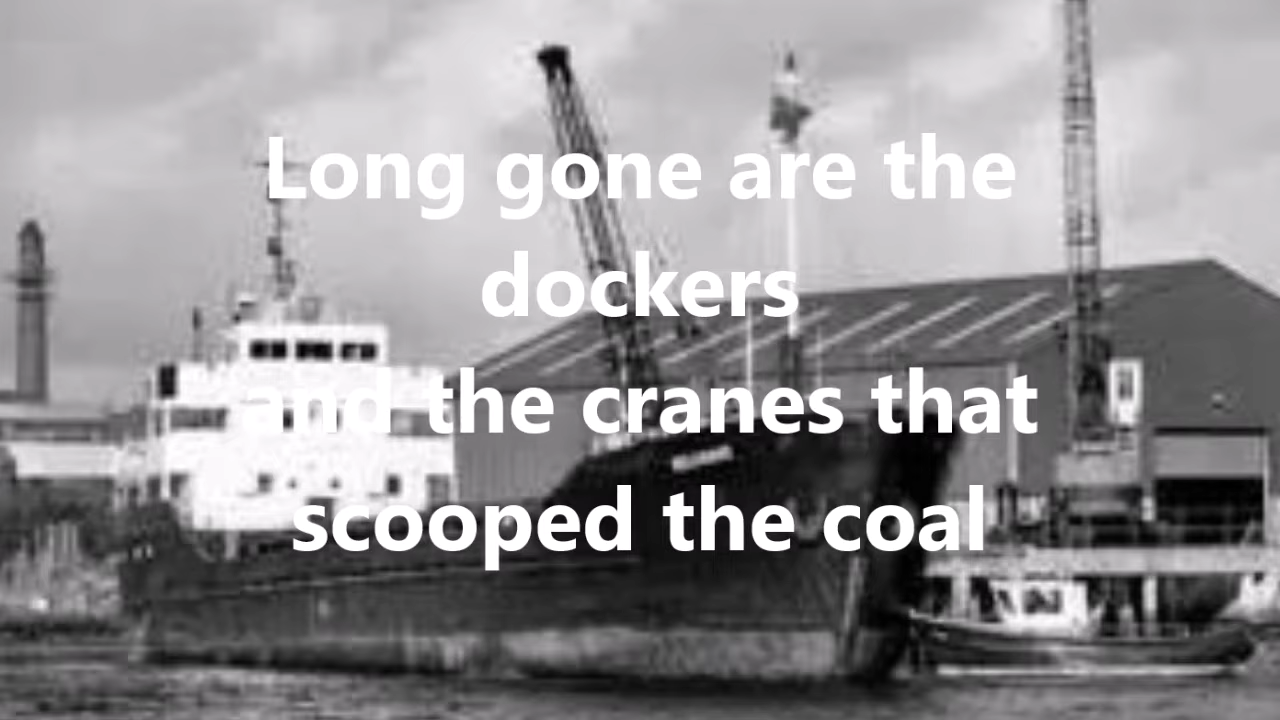 Long gone are the
dockers
and the cranes that
scooped the coal